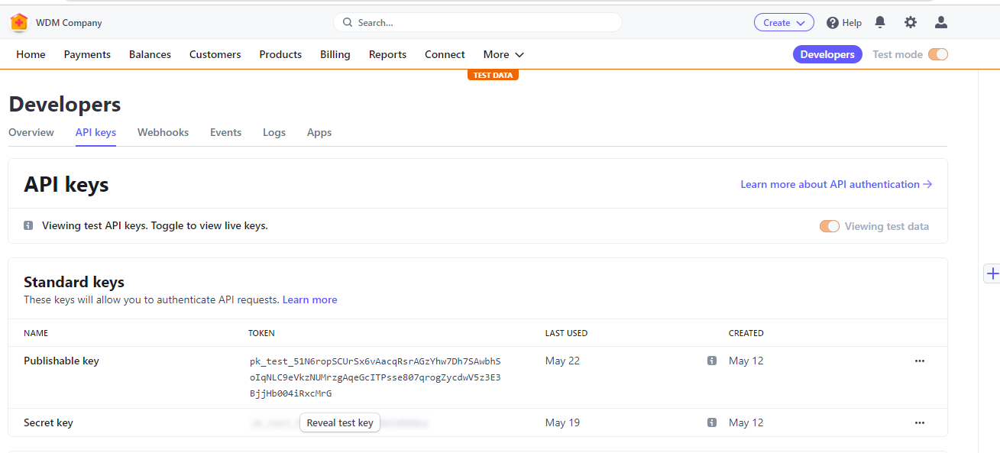 WDM Company
Search...
Create
Help
Home Payments Balances Customers Products Billing Reports Connect More
Developers Test mode
TEST DATA
Developers
Overview API keys Webhooks Events Logs Apps
API keys
Learn more about API authentication →
Viewing test API keys. Toggle to view live keys.
Viewing test data
Standard keys
These keys will allow you to authenticate API requests. Learn more
NAME TOKEN LAST USED CREATED
Publishable key pk_test_51N6ropSCUrSx6vAacqRsrAGzYhw7Dh7SAwbhS May 22 May 12
oIqNLC9eVkzNUMrzgAqeGcITPsse807qrogZycdwV5z3E3
BjjHb004iRxcMrG
Secret key Reveal test key May 19 May 12